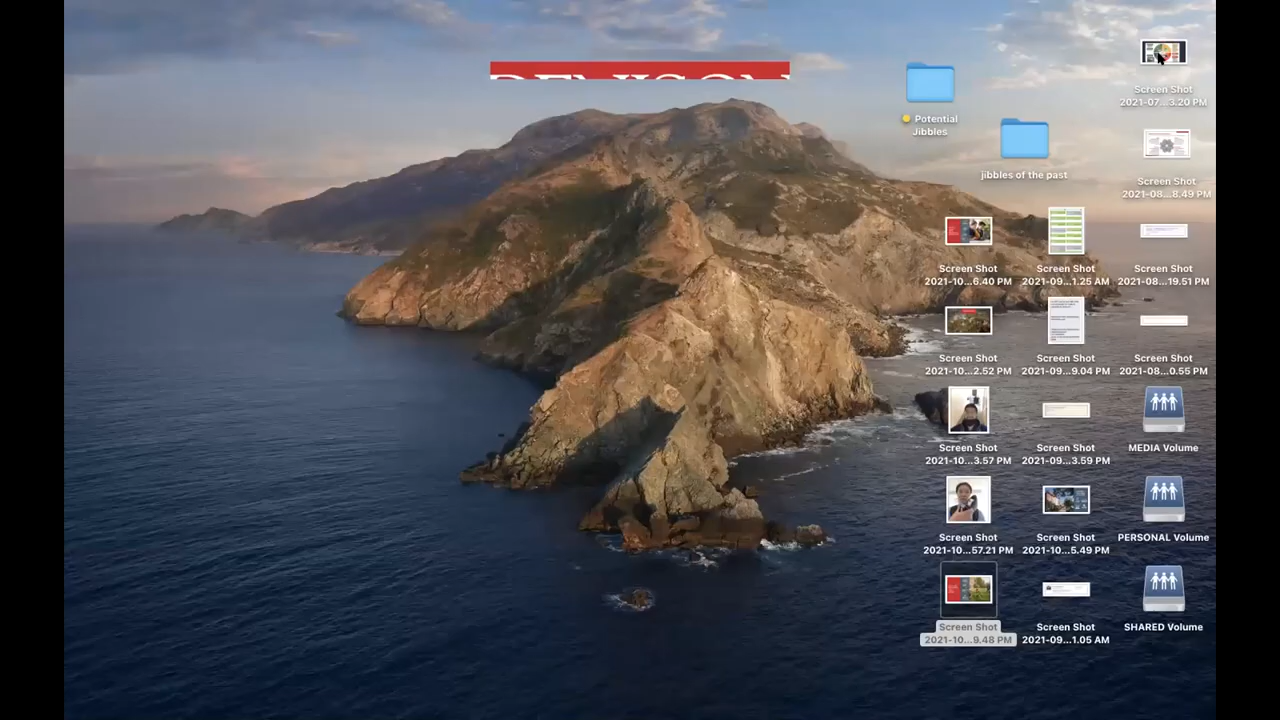 DENISON
Potential
Jibbles
jibbles of the past
Screen Shot
2021-07...3.20 PM
Screen Shot
2021-08...8.49 PM
Screen Shot
2021-10...6.40 PM
Screen Shot
2021-09...1.25 AM
Screen Shot
2021-08...19.51 PM
Screen Shot
2021-10...2.52 PM
Screen Shot
2021-09...9.04 PM
Screen Shot
2021-08...0.55 PM
Screen Shot
2021-10...3.57 PM
Screen Shot
2021-09...3.59 PM
MEDIA Volume
Screen Shot
2021-10...57.21 PM
Screen Shot
2021-10...5.49 PM
PERSONAL Volume
Screen Shot
2021-10...9.48 PM
Screen Shot
2021-09...1.05 AM
SHARED Volume